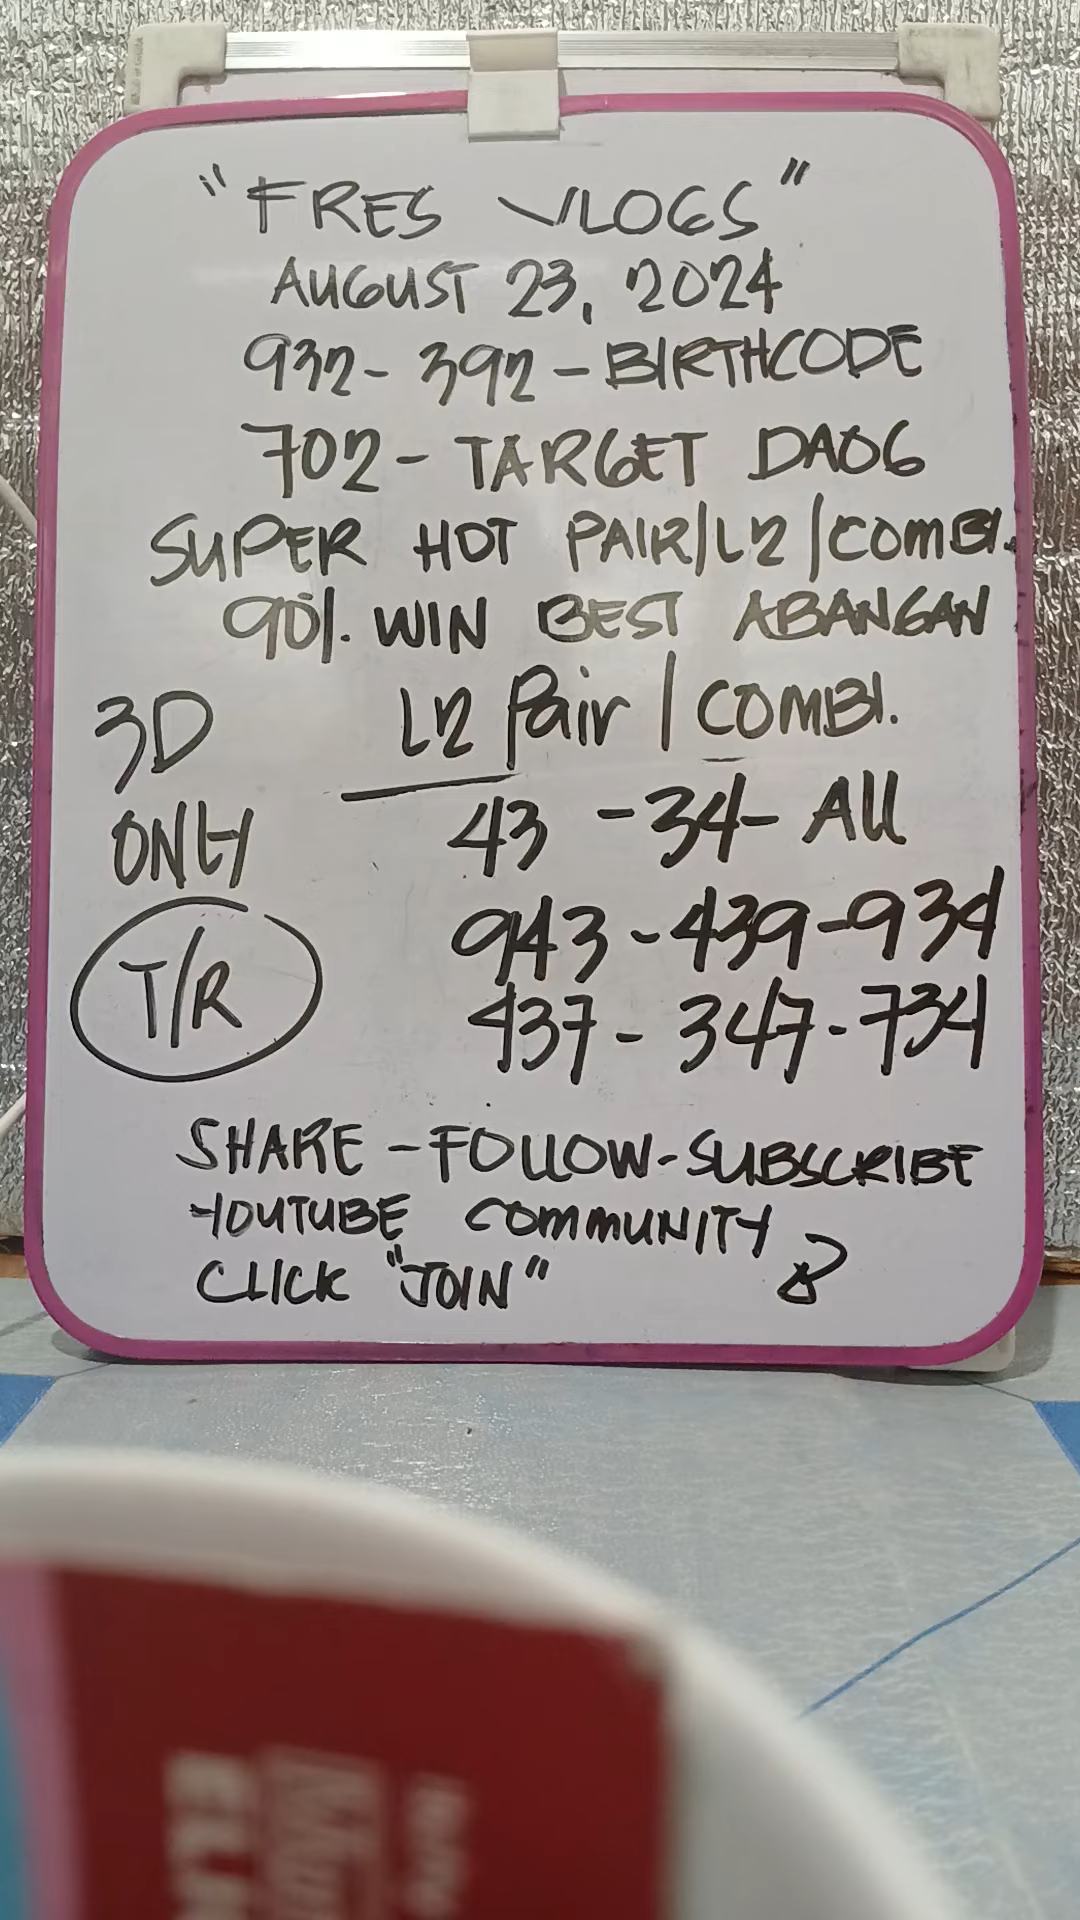 "FRES VLOGS"
AUGUST 23, 2024
932- 392 - BIRTHCODE
702 - TARGET DAOG
SUPER HOT PAIR/L2/COMBI.
90%. WIN BEST ABANGAN
3D ONLY
T/R
L2 Pair / COMBI.
43 - 34 - All
943 - 439 - 934
437 - 347 - 734
SHARE - FOLLOW - SUBSCRIBE
YOUTUBE COMMUNITY
CLICK "JOIN"